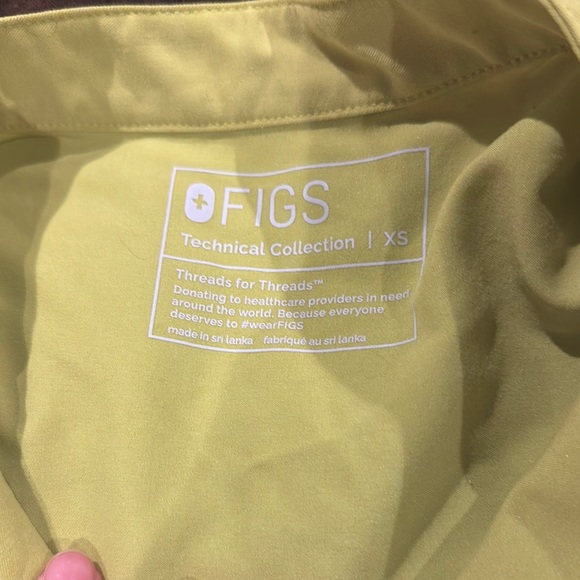 FIGS
Technical Collection | XS
Threads for Threads™
Donating to healthcare providers in need
around the world. Because everyone
deserves to #wearFIGS
made in sri lanka fabriqué au sri lanka